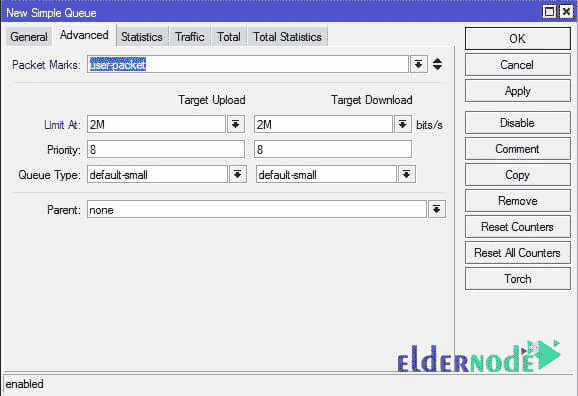 New Simple Queue
General Advanced Statistics Traffic Total Total Statistics
Packet Marks: user-packet
Target Upload Target Download
Limit At: 2M 2M bits/s
Priority: 8 8
Queue Type: default-small default-small
Parent: none
OK
Cancel
Apply
Disable
Comment
Copy
Remove
Reset Counters
Reset All Counters
Torch
ELDERNODE
enabled